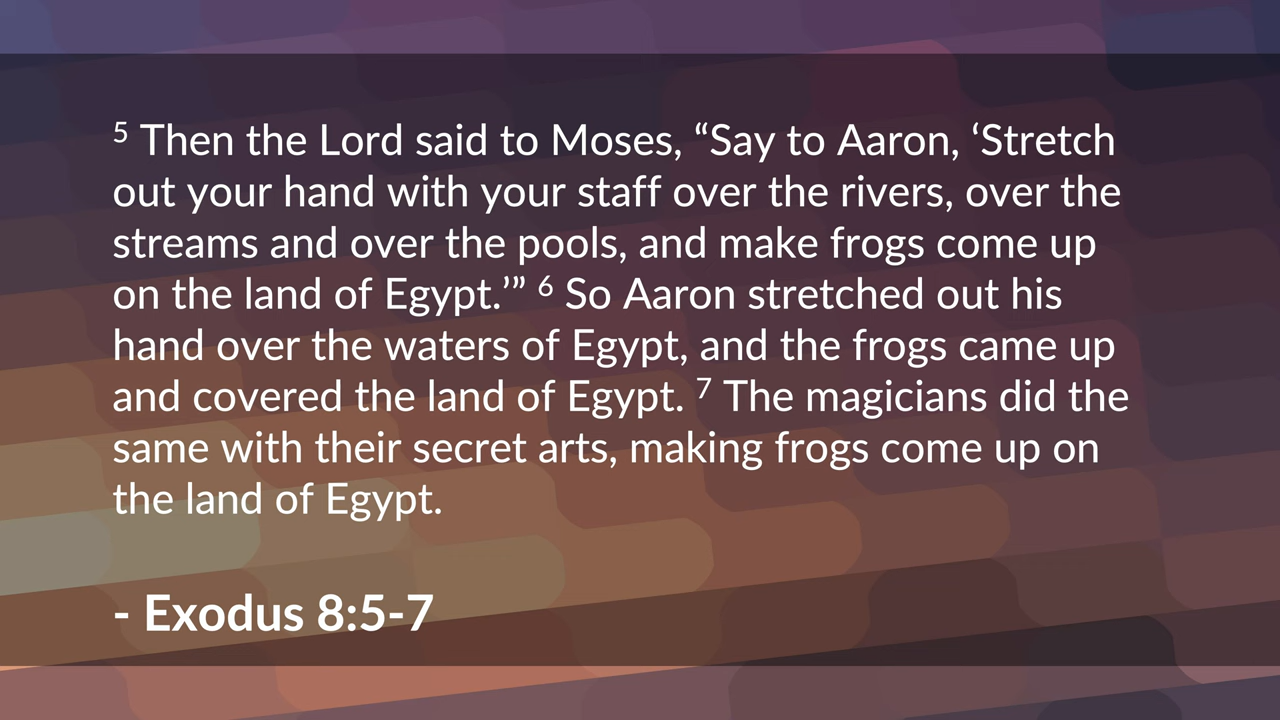 5 Then the Lord said to Moses, “Say to Aaron, ‘Stretch
out your hand with your staff over the rivers, over the
streams and over the pools, and make frogs come up
on the land of Egypt.’” 6 So Aaron stretched out his
hand over the waters of Egypt, and the frogs came up
and covered the land of Egypt. 7 The magicians did the
same with their secret arts, making frogs come up on
the land of Egypt.
- Exodus 8:5-7